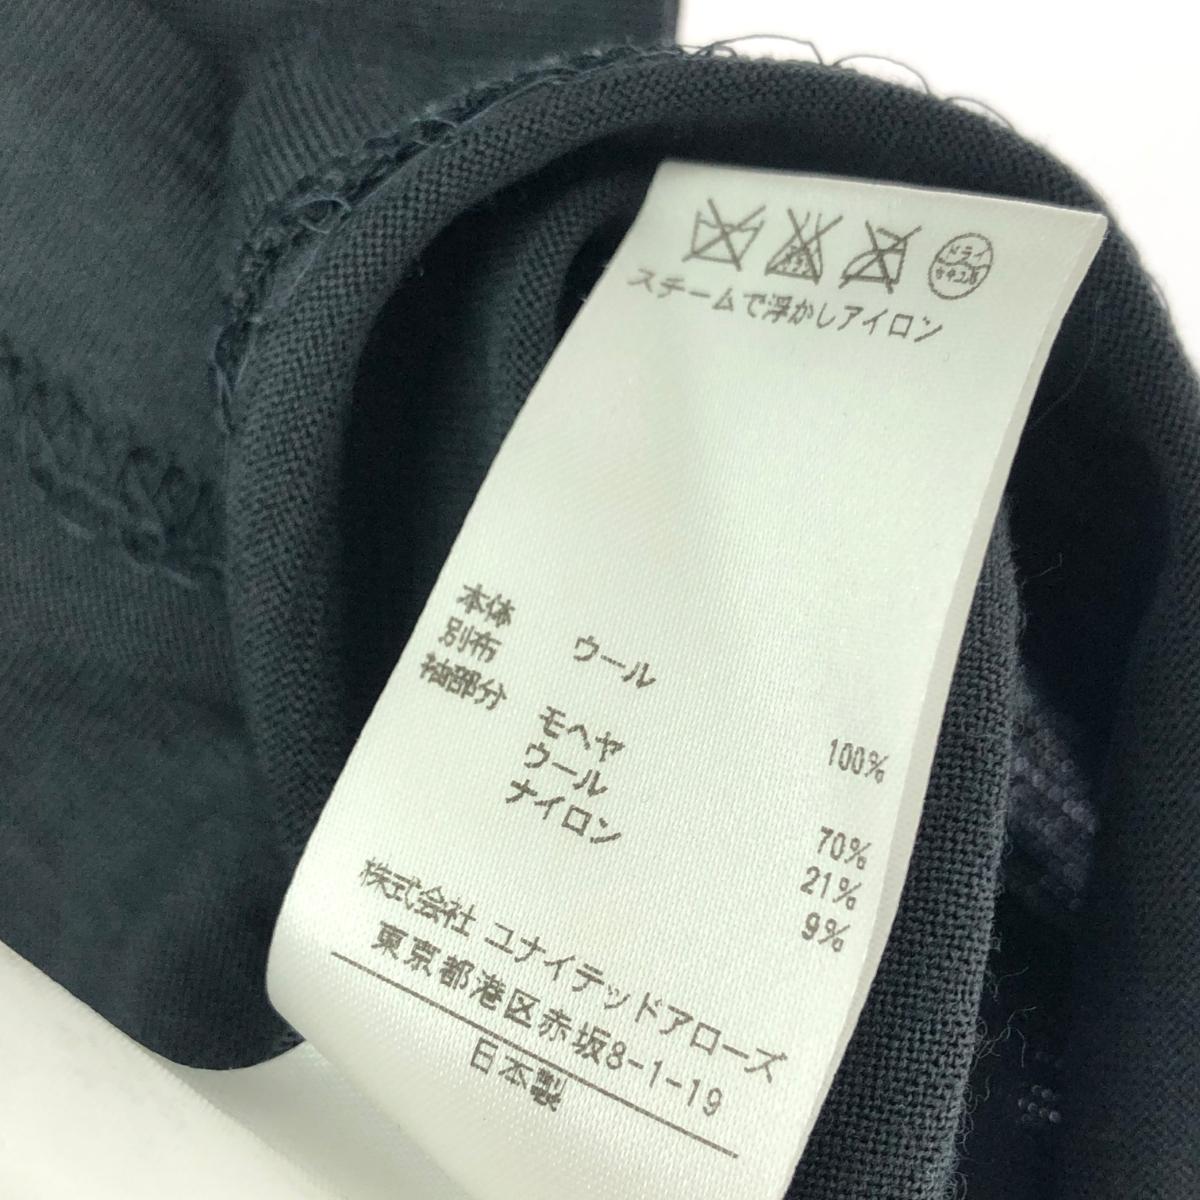 ドライ
セキユ系
スチームで浮かしアイロン
本体
別布 ウール 100%
袖部分
モヘヤ 70%
ウール 21%
ナイロン 9%
株式会社 ユナイテッドアローズ
東京都港区赤坂8-1-19
日本製